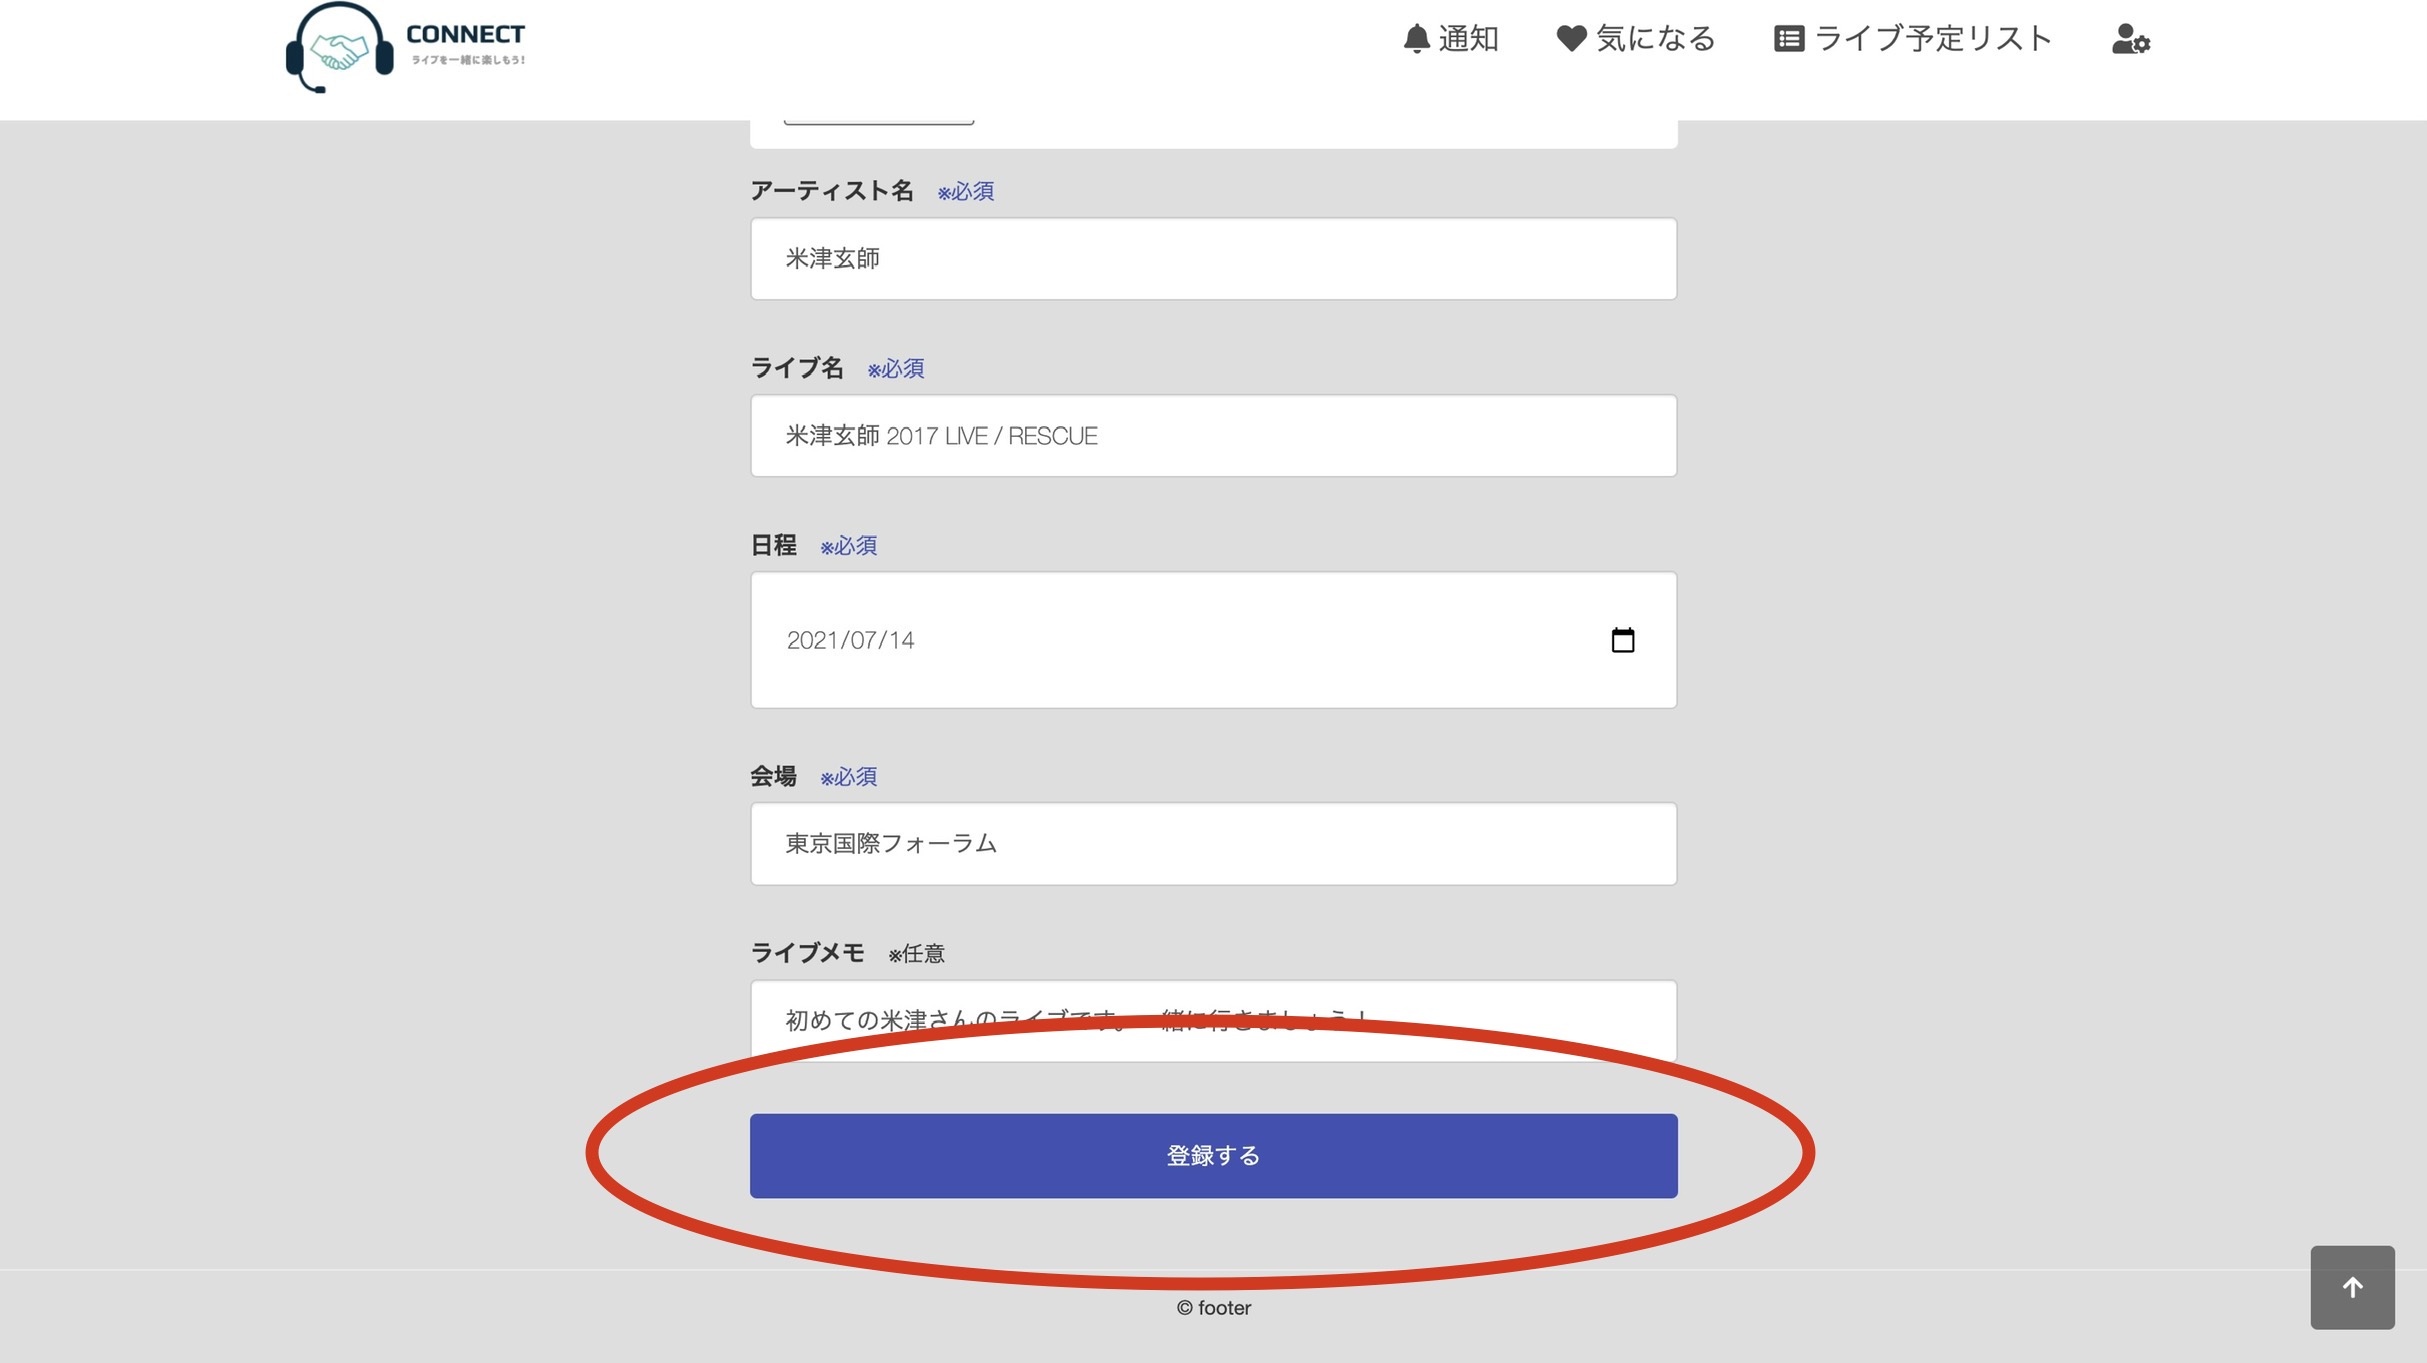 CONNECT
ライブを一緒に楽しもう!
通知 気になる ライブ予定リスト
アーティスト名 ※必須
米津玄師
ライブ名 ※必須
米津玄師 2017 LIVE / RESCUE
日程 ※必須
2021/07/14
会場 ※必須
東京国際フォーラム
ライブメモ ※任意
初めての米津さんのライブです。一緒に行きましょう！
登録する
© footer